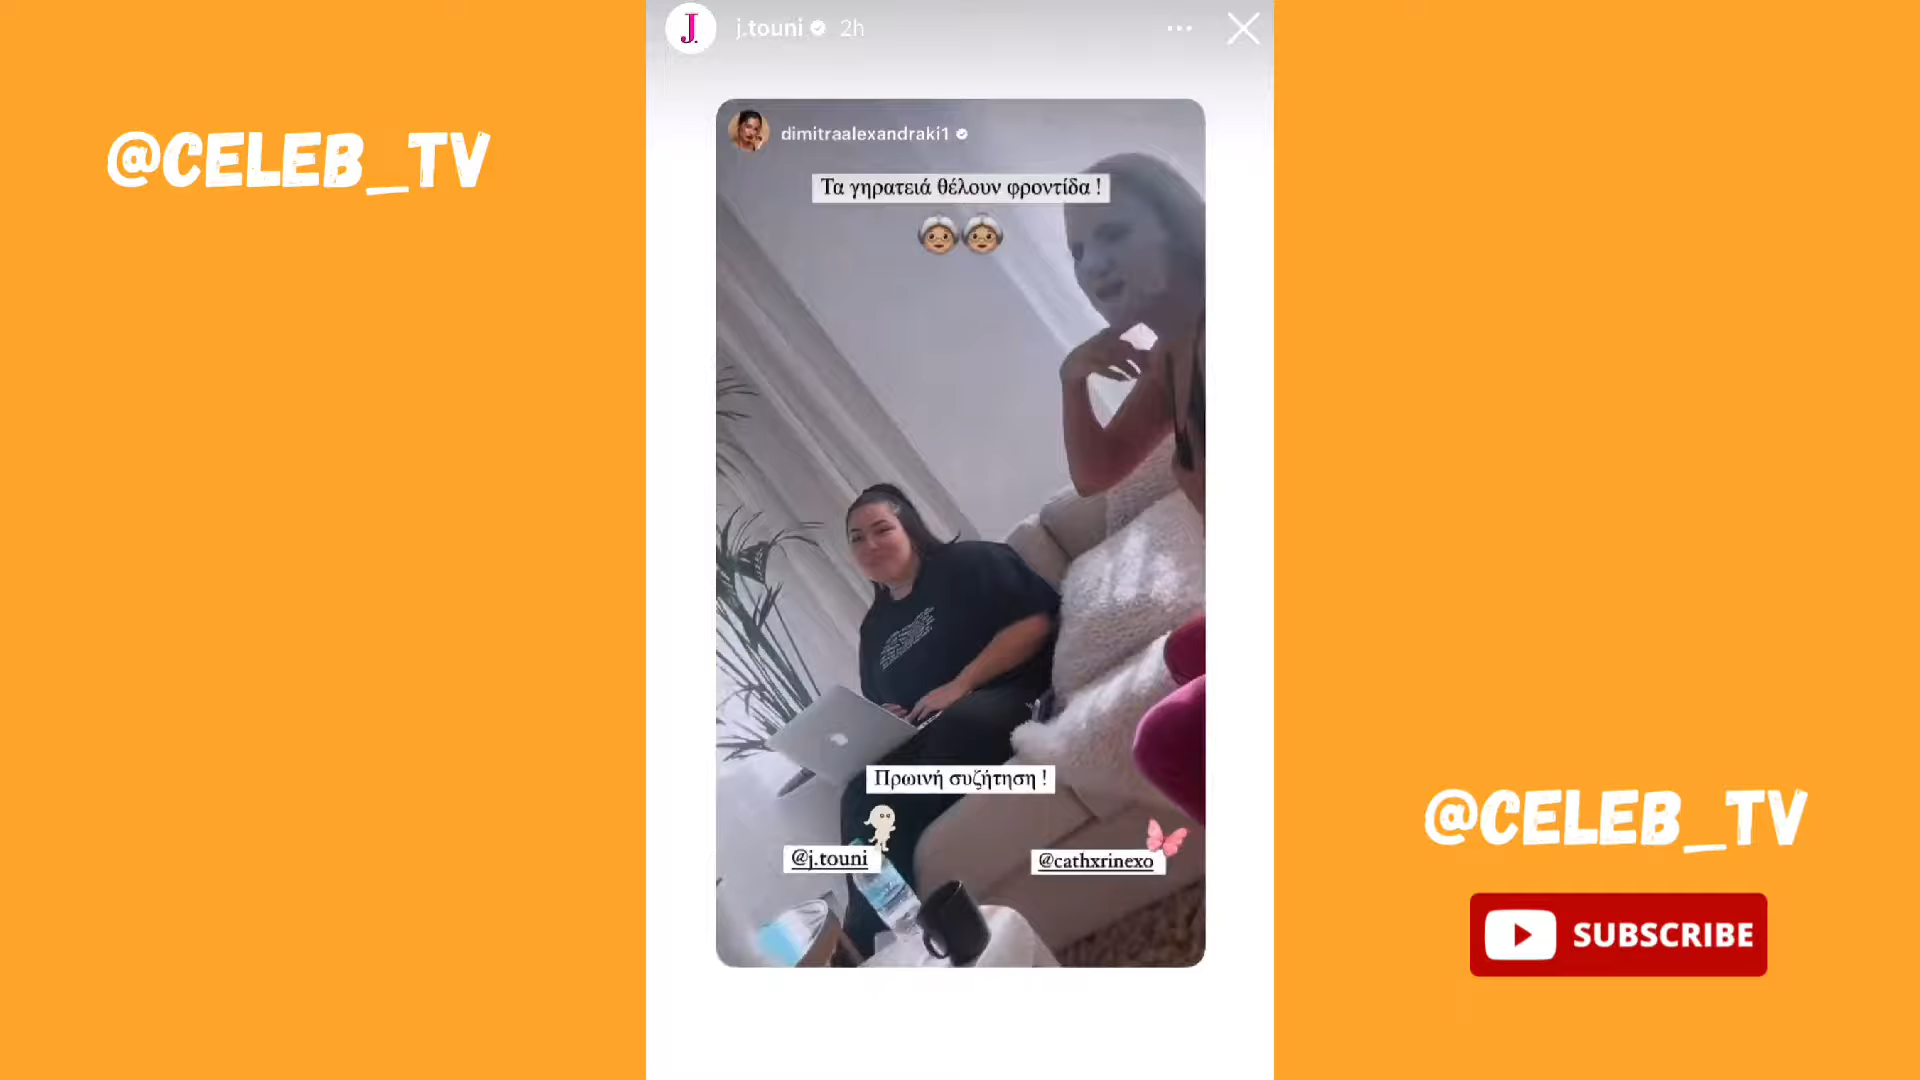 j.touni 2h
@CELEB_TV
dimitraalexandraki1
Τα γηρατειά θέλουν φροντίδα !
Πρωινή συζήτηση !
@j.touni
@cathxrinexo
@CELEB_TV
SUBSCRIBE